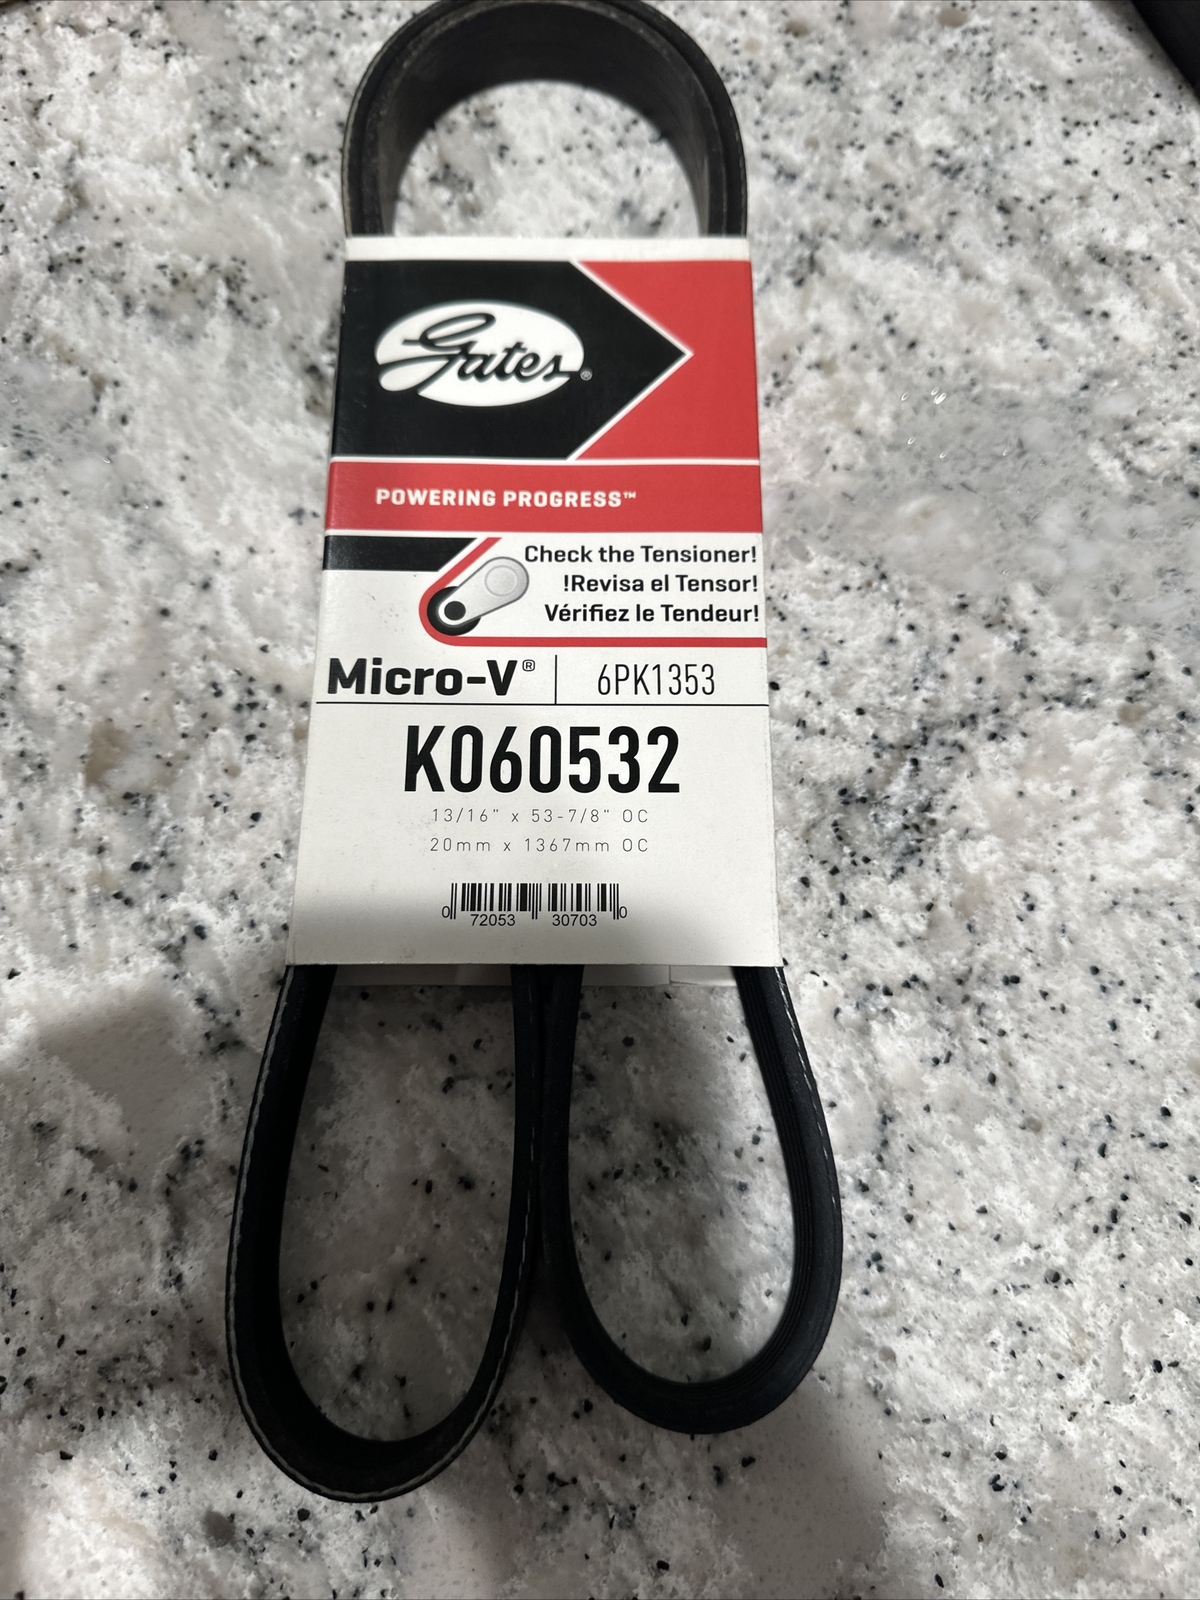 Gates®
POWERING PROGRESS™
Check the Tensioner!
!Revisa el Tensor!
Vérifiez le Tendeur!
Micro-V® 6PK1353
K060532
13/16" x 53-7/8" OC
20mm x 1367mm OC
0 72053 30703 0